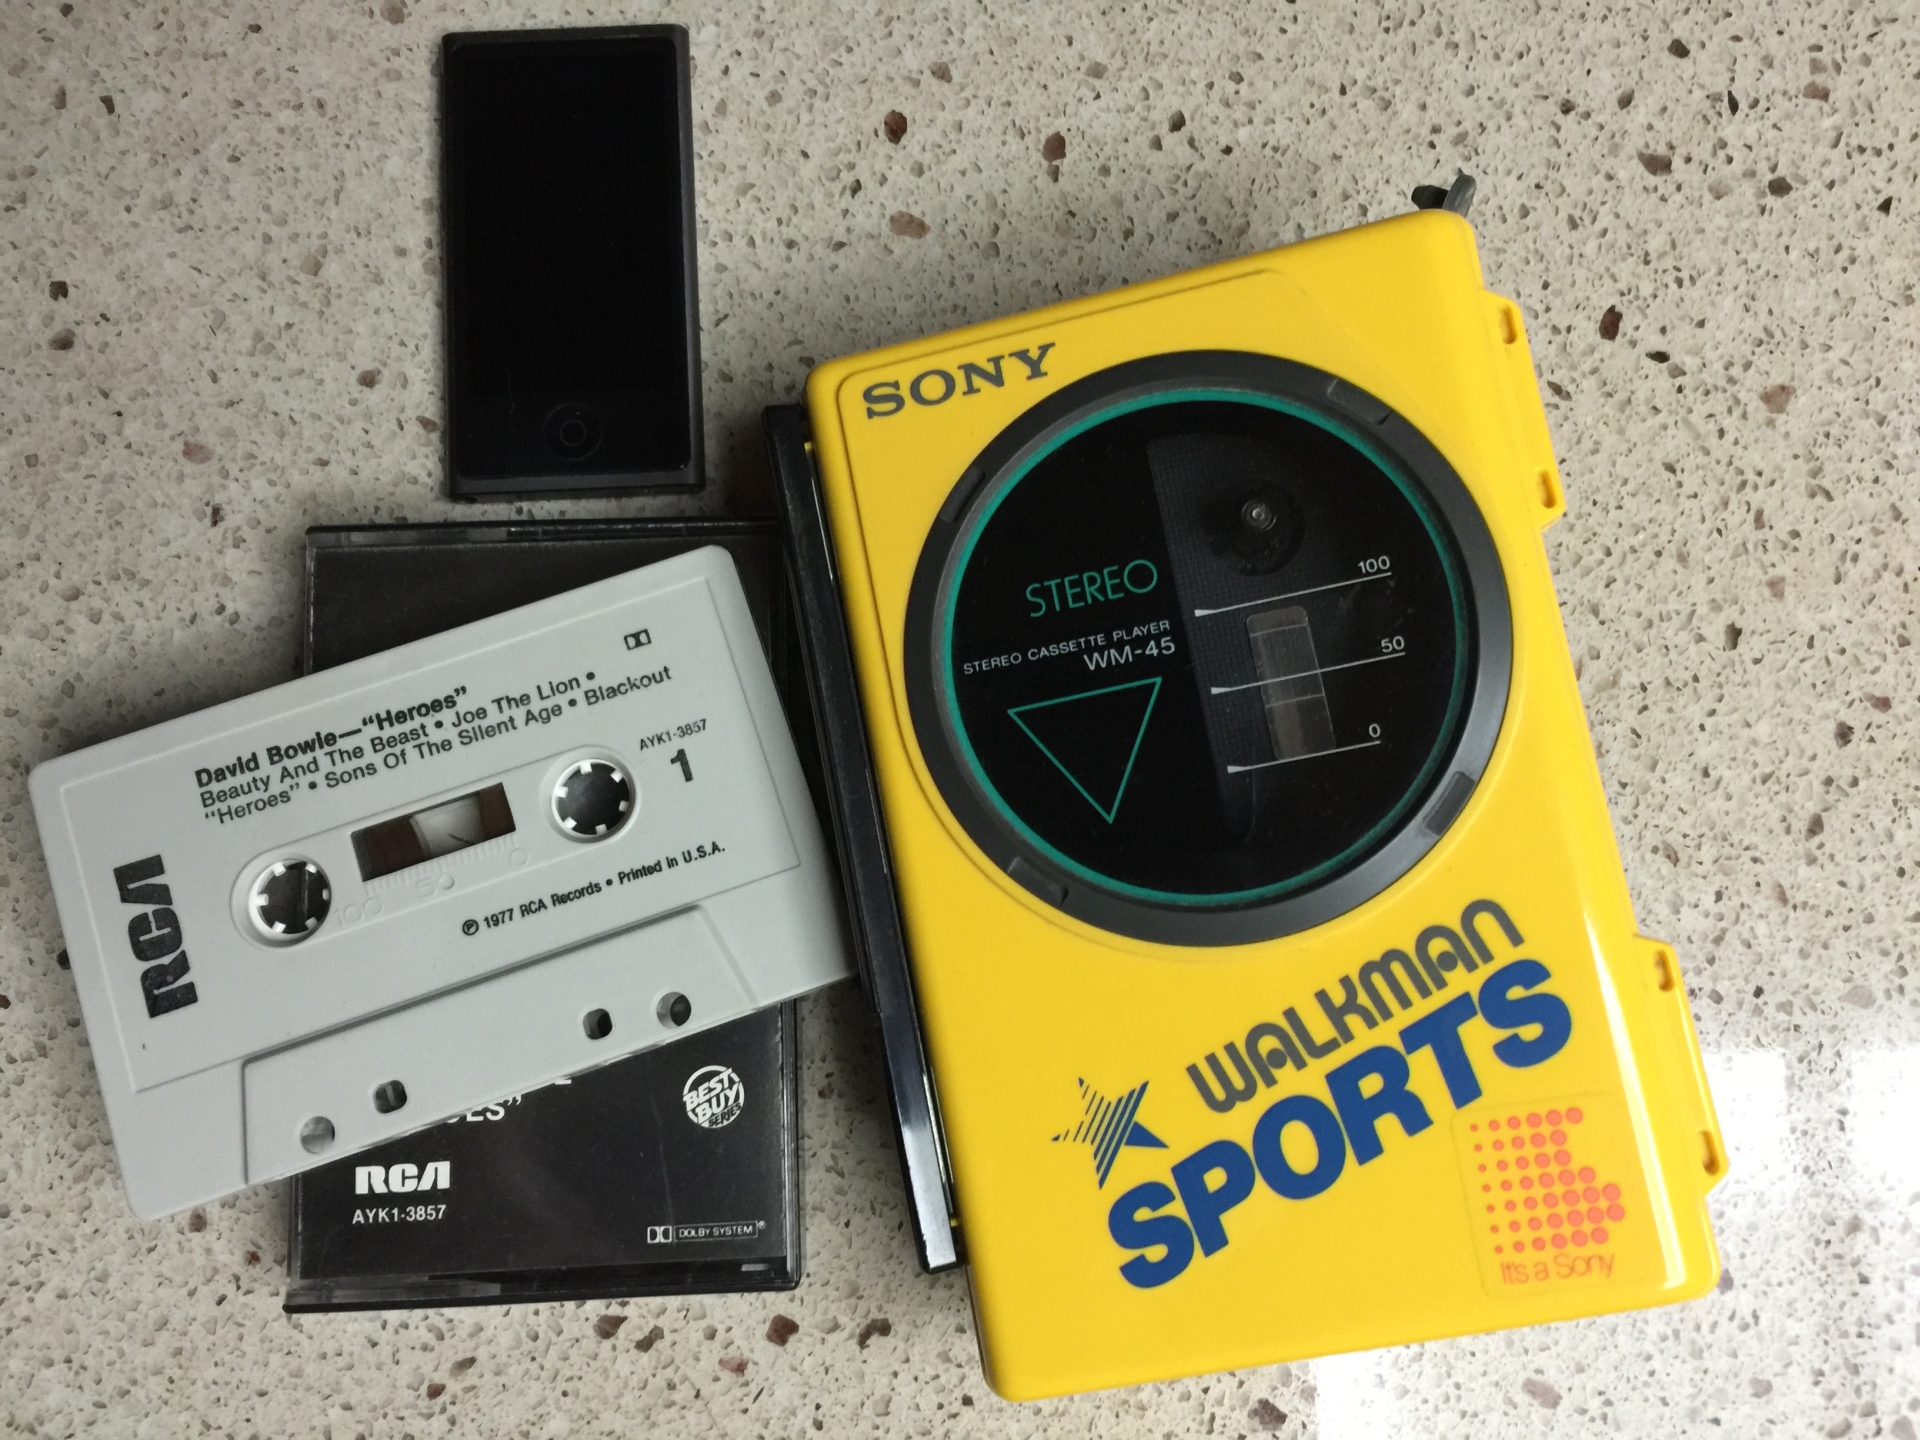 SONY
STEREO
STEREO CASSETTE PLAYER
WM-45
100
50
0
WALKMAN
SPORTS
It's a Sony
David Bowie—“Heroes”
Beauty And The Beast • Joe The Lion •
“Heroes” • Sons Of The Silent Age • Blackout
AYK1-3857
1
100 50 0
RCA
℗ 1977 RCA Records • Printed in U.S.A.
BEST
BUY
SERIES
RCA
AYK1-3857
DOLBY SYSTEM®